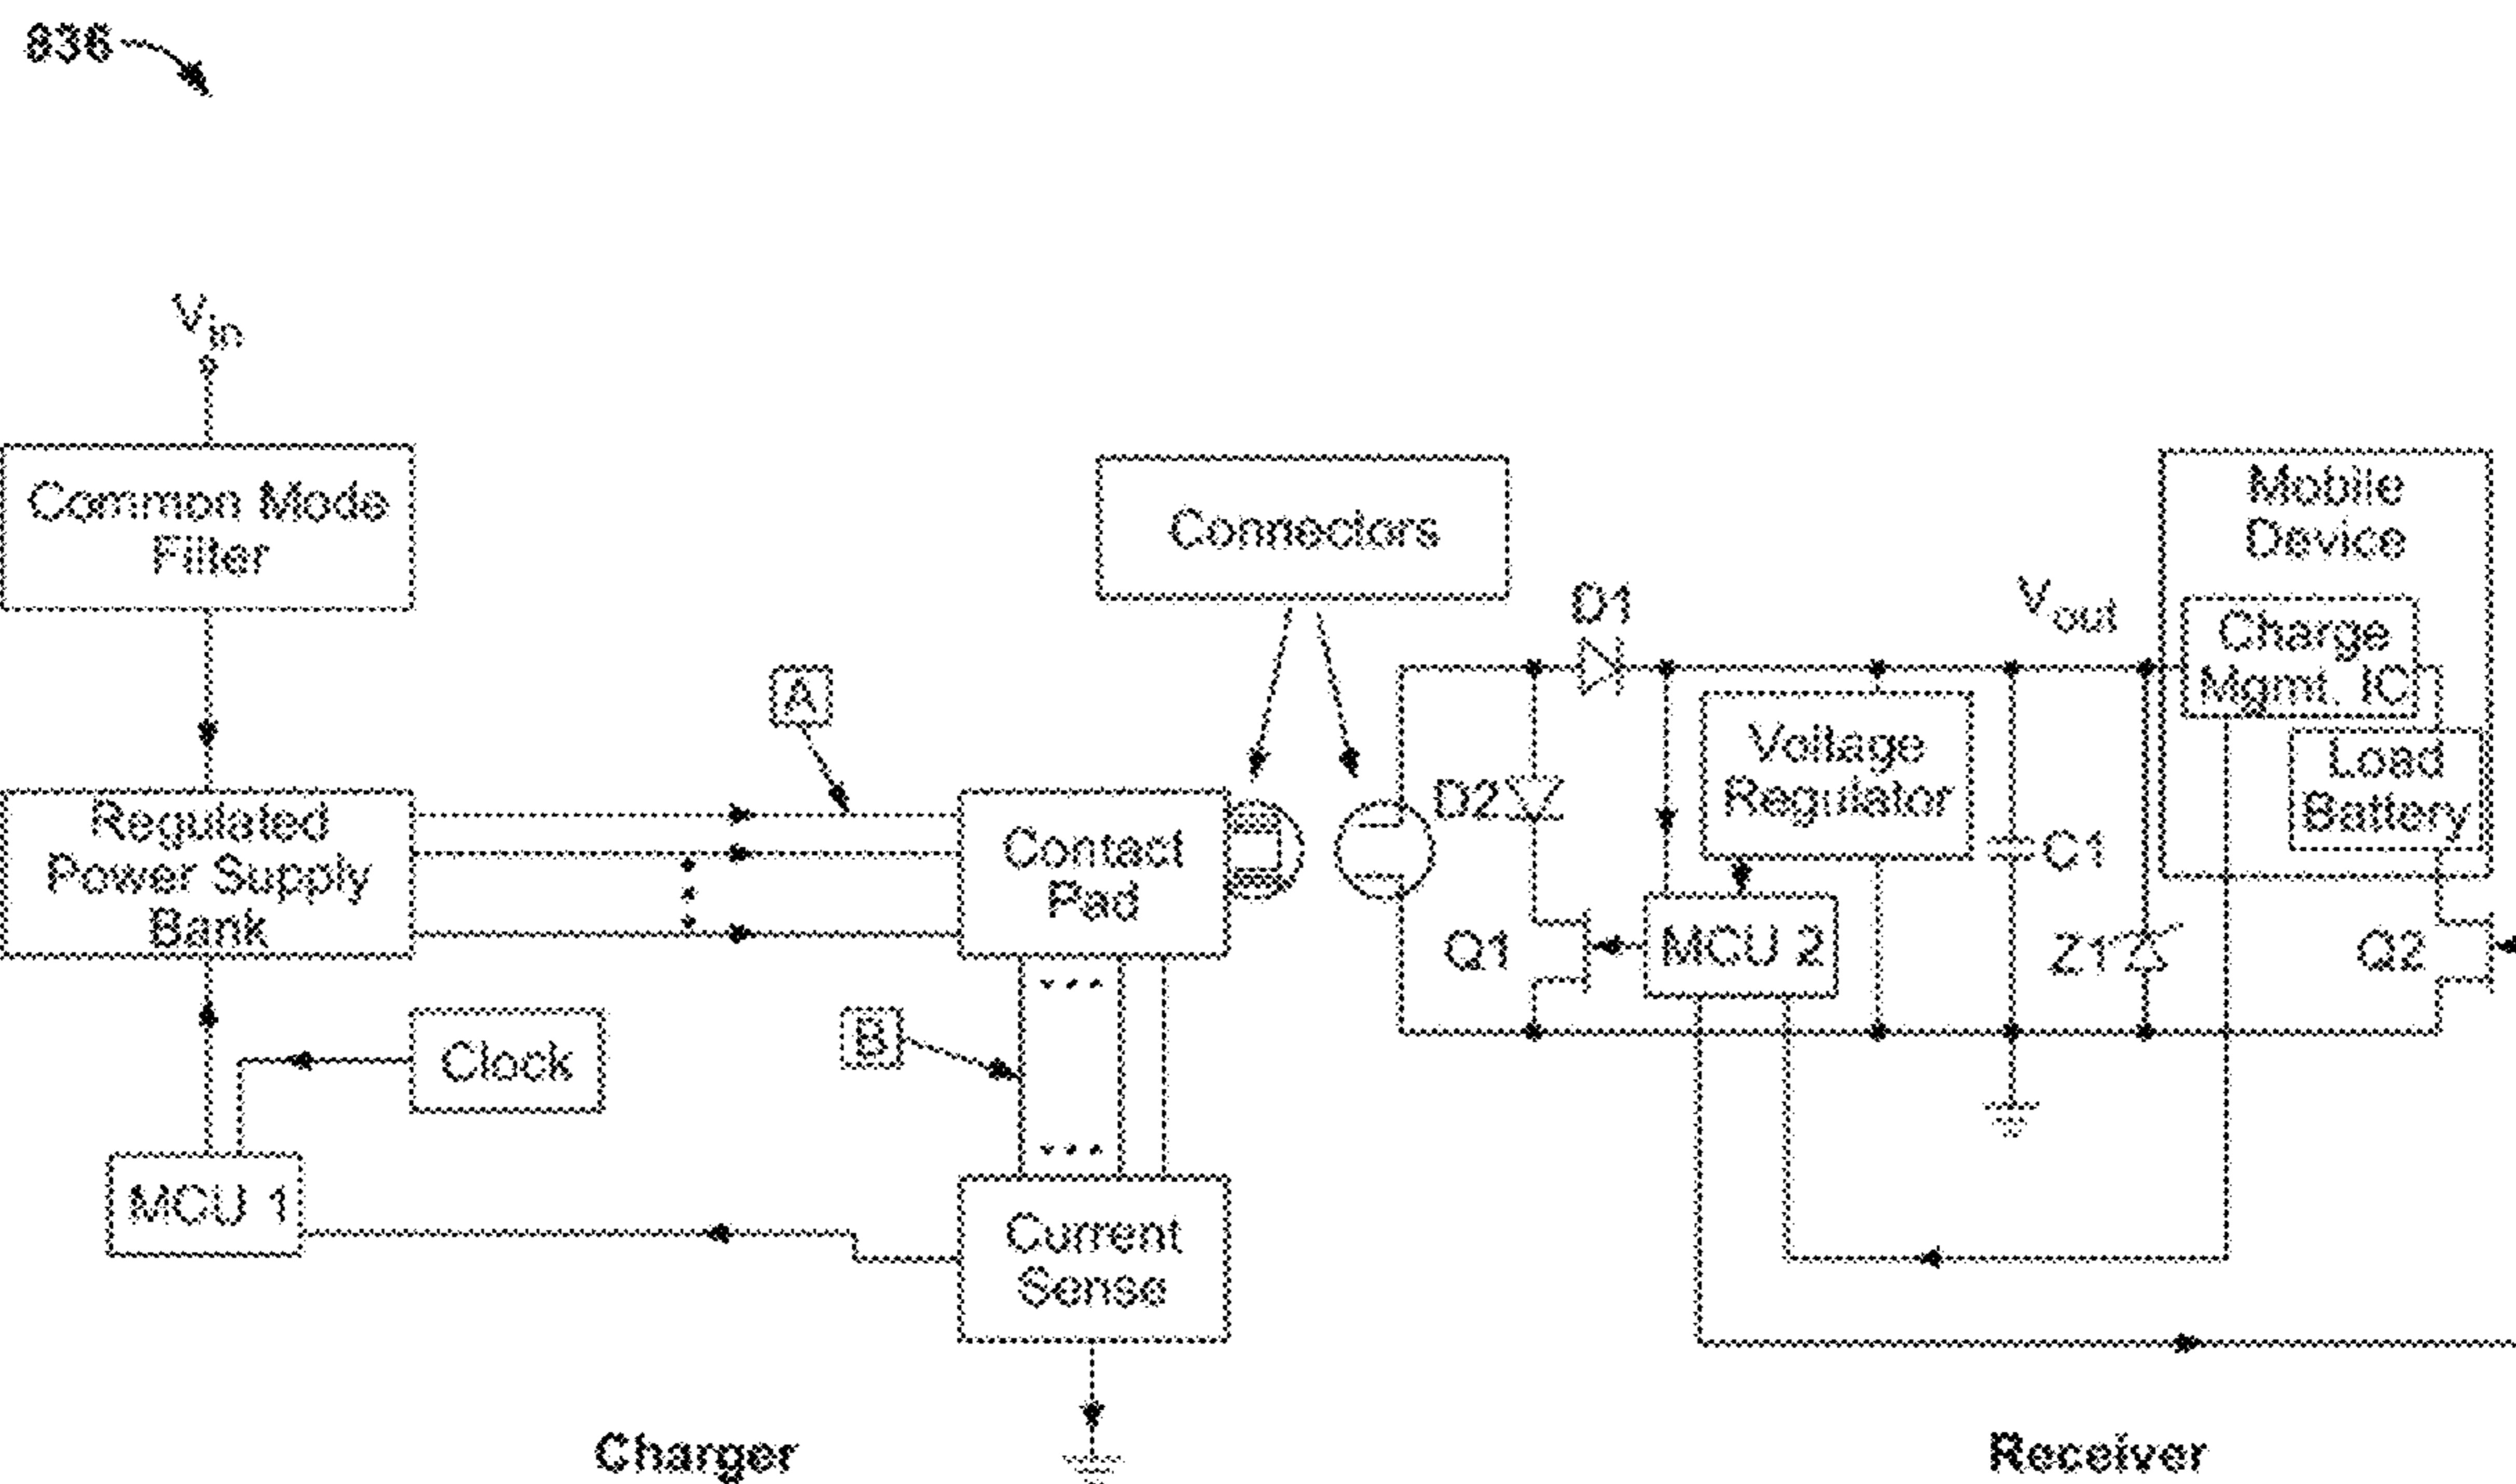 836
Vin
Common Mode
Filter
Connectors
Mobile
Device
D1
Vout
Charge
Mgmt. IC
A
Voltage
Regulator
Load
Battery
Regulated
Power Supply
Bank
Contact
Pad
D2
C1
Q1
MCU 2
Z1
Q2
B
Clock
MCU 1
Current
Sense
Charger
Receiver